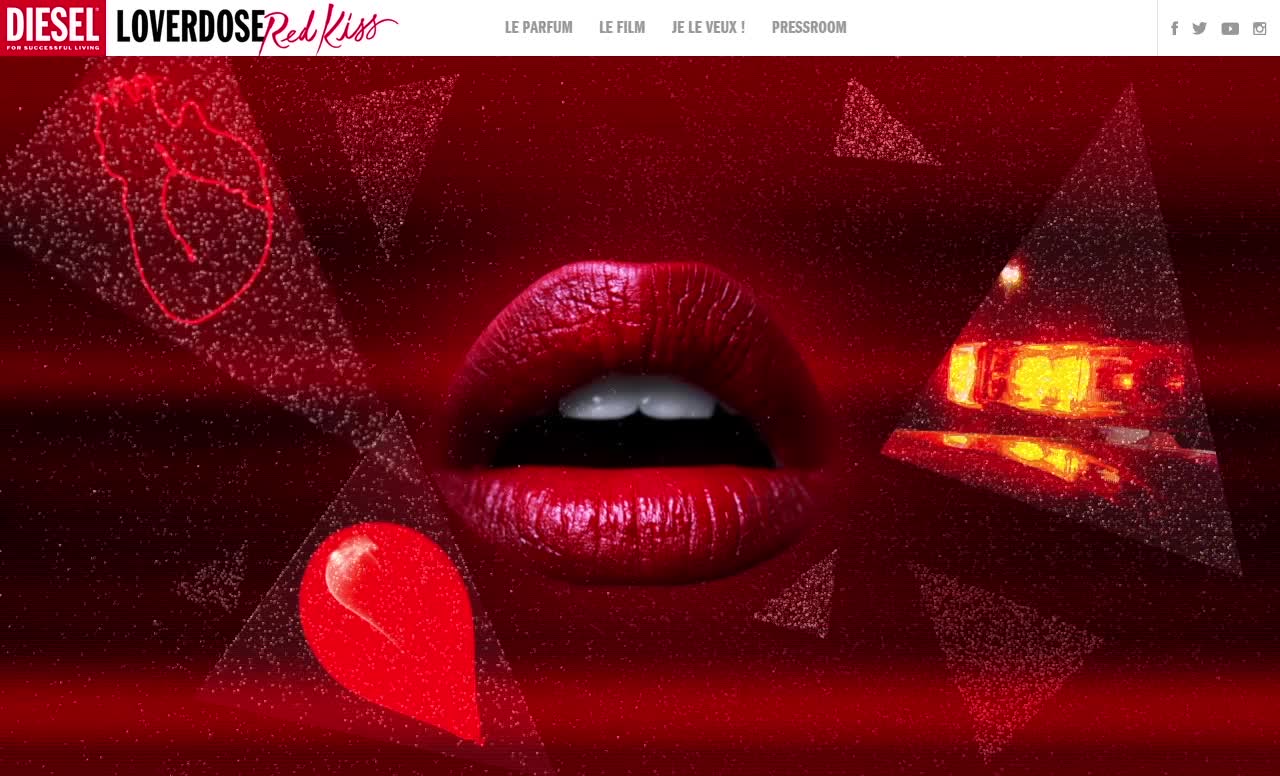 DIESEL
FOR SUCCESSFUL LIVING
LOVERDOSE Red Kiss
LE PARFUM LE FILM JE LE VEUX ! PRESSROOM